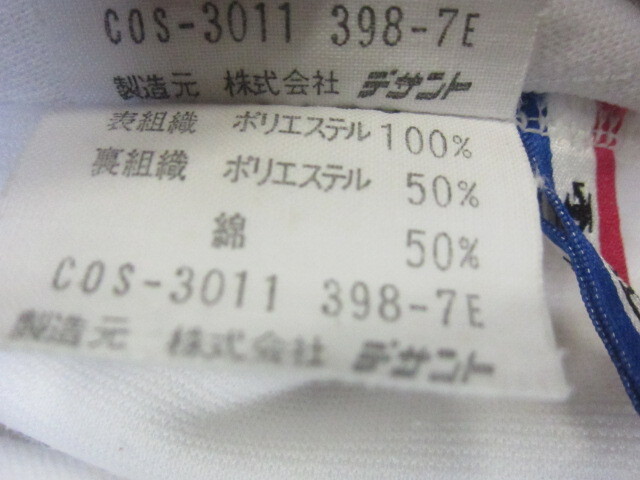 COS-3011 398-7E
製造元 株式会社 デサント
表組織 ポリエステル 100%
裏組織 ポリエステル 50%
綿 50%
COS-3011 398-7E
製造元 株式会社 デサント